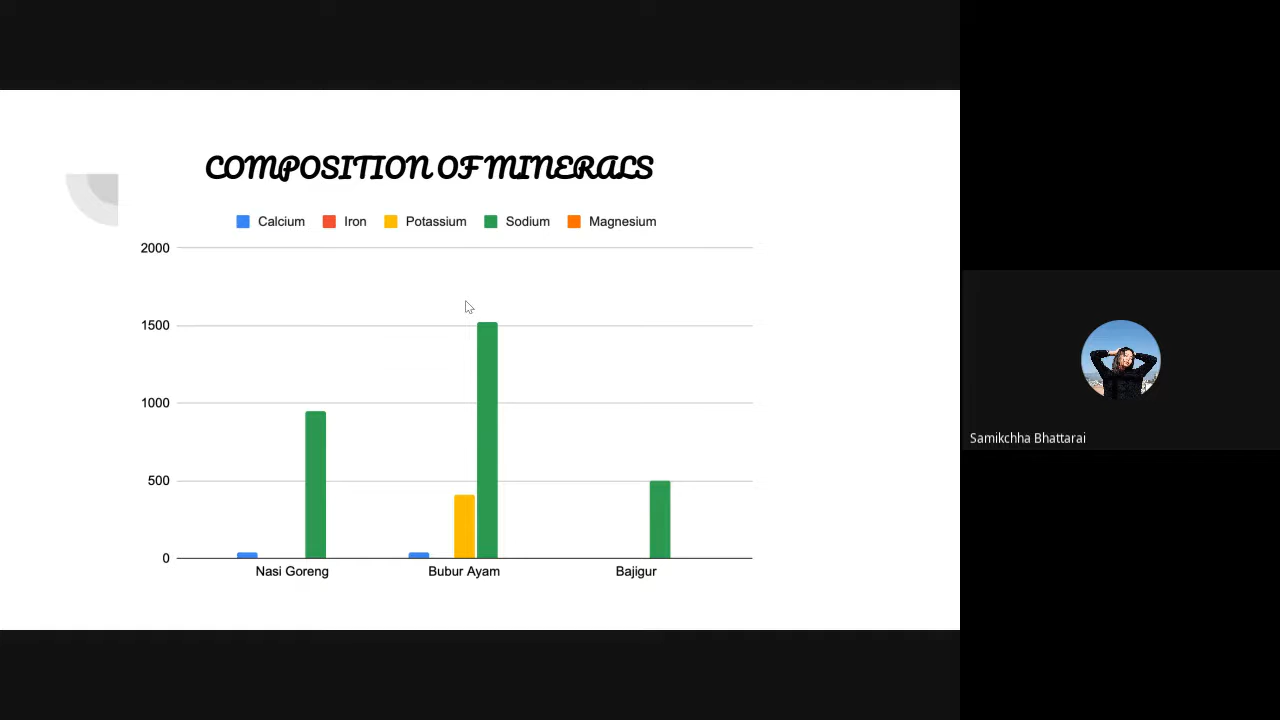 COMPOSITION OF MINERALS
Calcium Iron Potassium Sodium Magnesium
2000
1500
1000
500
0
Nasi Goreng Bubur Ayam Bajigur
Samikchha Bhattarai